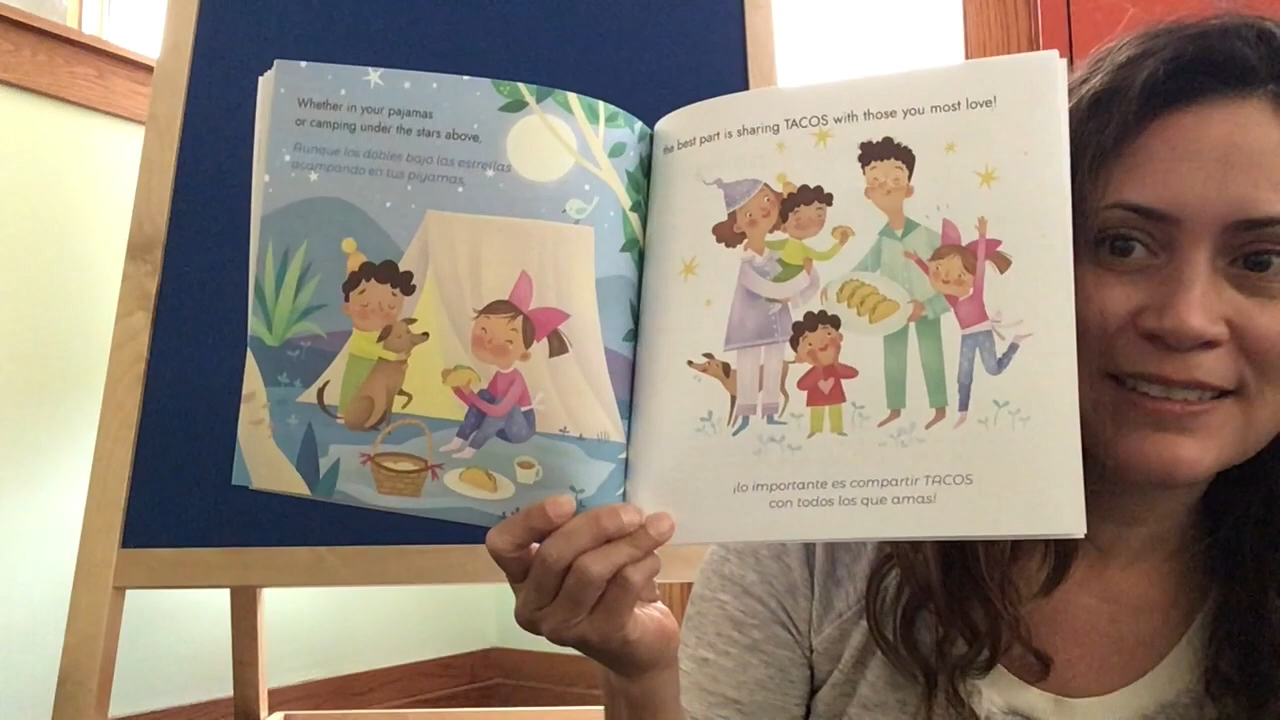 Whether in your pajamas
or camping under the stars above,
Aunque los dobles bajo las estrellas
acampando en tus piyamas,
the best part is sharing TACOS with those you most love!
¡lo importante es compartir TACOS
con todos los que amas!